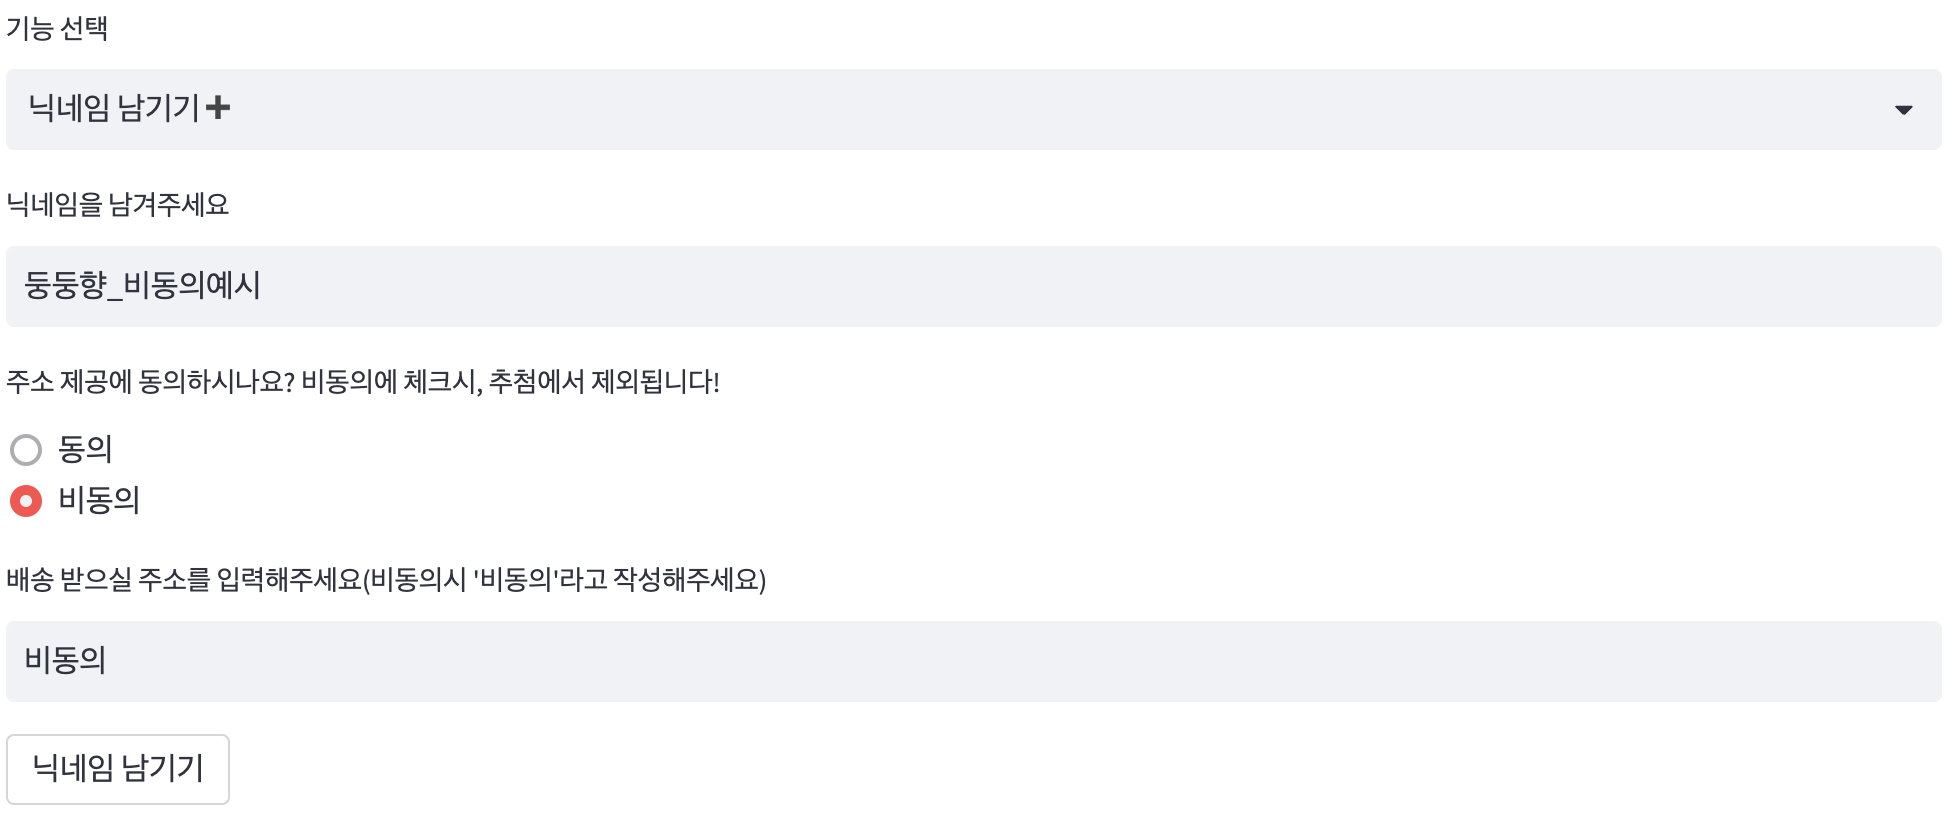 기능 선택
닉네임 남기기➕
닉네임을 남겨주세요
둥둥향_비동의예시
주소 제공에 동의하시나요? 비동의에 체크시, 추첨에서 제외됩니다!
동의
비동의
배송 받으실 주소를 입력해주세요(비동의시 '비동의'라고 작성해주세요)
비동의
닉네임 남기기